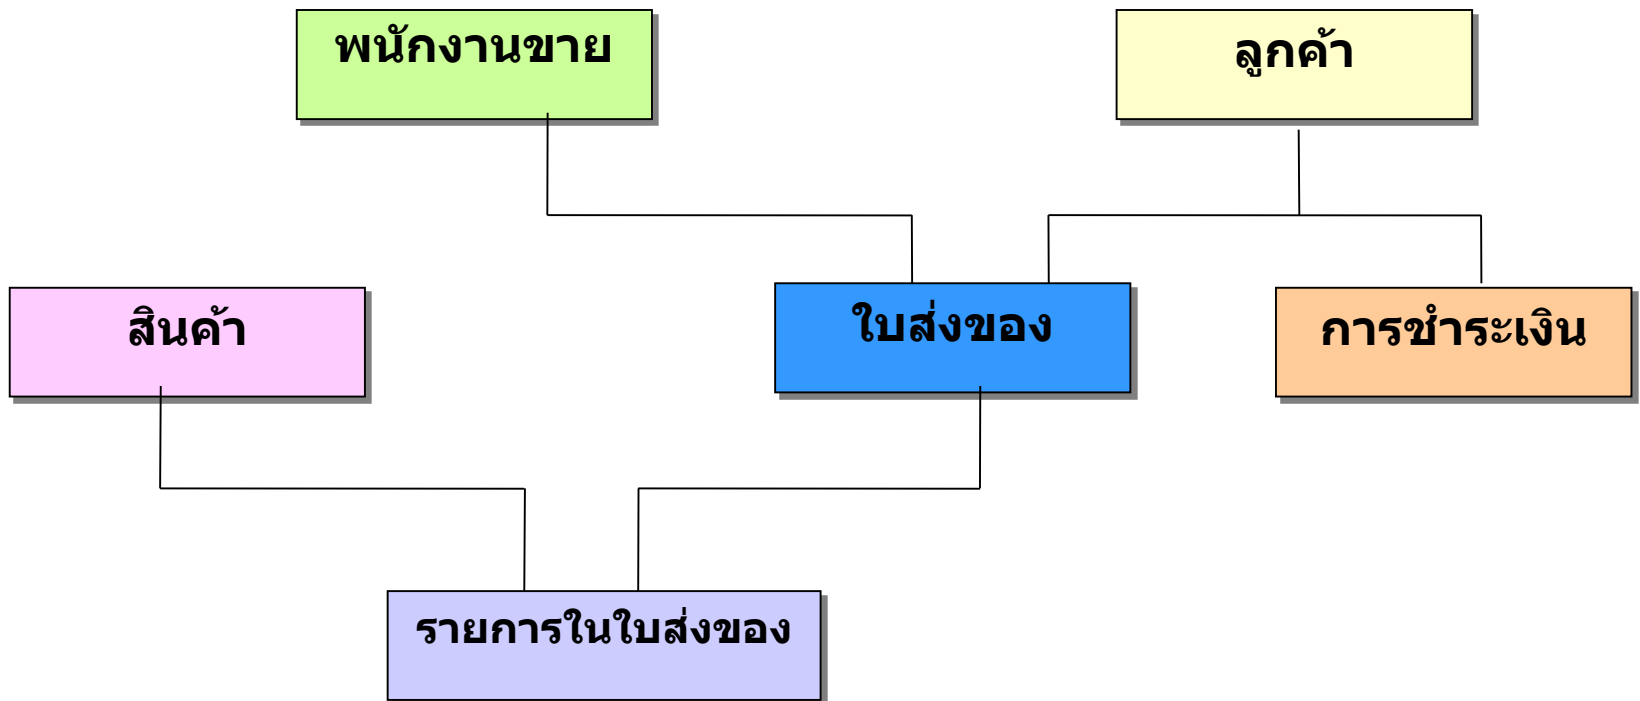 พนักงานขาย
ลูกค้า
สินค้า
ใบส่งของ
การชำระเงิน
รายการในใบส่งของ